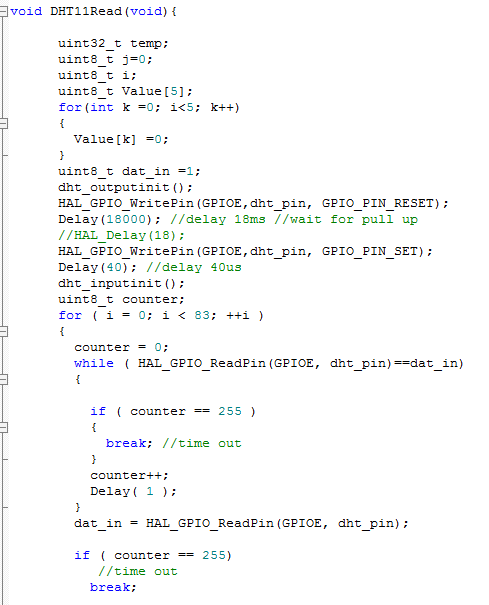 void DHT11Read(void){
uint32_t temp;
uint8_t j=0;
uint8_t i;
uint8_t Value[5];
for(int k =0; i<5; k++)
{
Value[k] =0;
}
uint8_t dat_in =1;
dht_outputinit();
HAL_GPIO_WritePin(GPIOE,dht_pin, GPIO_PIN_RESET);
Delay(18000); //delay 18ms //wait for pull up
//HAL_Delay(18);
HAL_GPIO_WritePin(GPIOE,dht_pin, GPIO_PIN_SET);
Delay(40); //delay 40us
dht_inputinit();
uint8_t counter;
for ( i = 0; i < 83; ++i )
{
counter = 0;
while ( HAL_GPIO_ReadPin(GPIOE, dht_pin)==dat_in)
{
if ( counter == 255 )
{
break; //time out
}
counter++;
Delay( 1 );
}
dat_in = HAL_GPIO_ReadPin(GPIOE, dht_pin);
if ( counter == 255)
//time out
break;